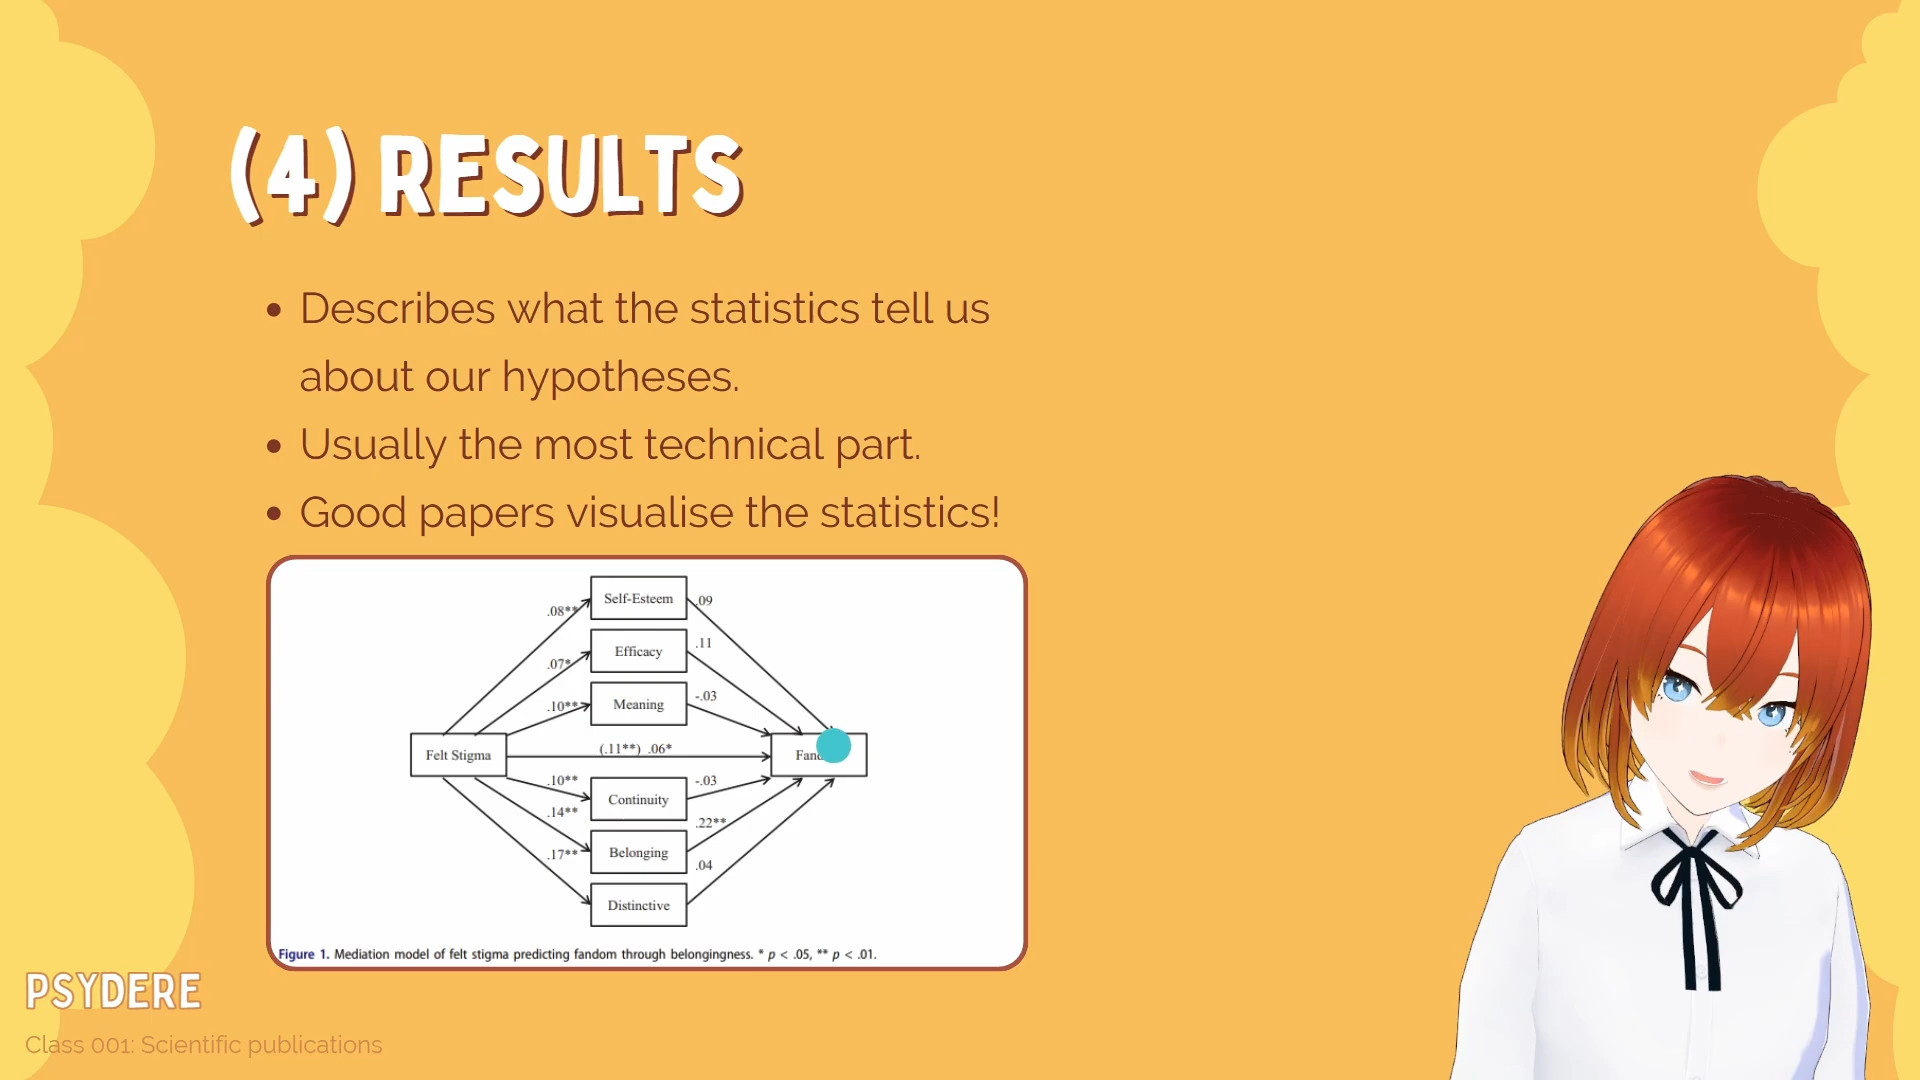 (4) RESULTS
• Describes what the statistics tell us
about our hypotheses.
• Usually the most technical part.
• Good papers visualise the statistics!
Self-Esteem
.08**
.09
Efficacy
.07*
.11
Meaning
.10**
-.03
Felt Stigma
(.11**) .06*
.10**
Continuity
-.03
.14**
Belonging
.22**
.17**
Distinctive
.04
Figure 1. Mediation model of felt stigma predicting fandom through belongingness. * p < .05, ** p < .01.
PSYDERE
Class 001: Scientific publications